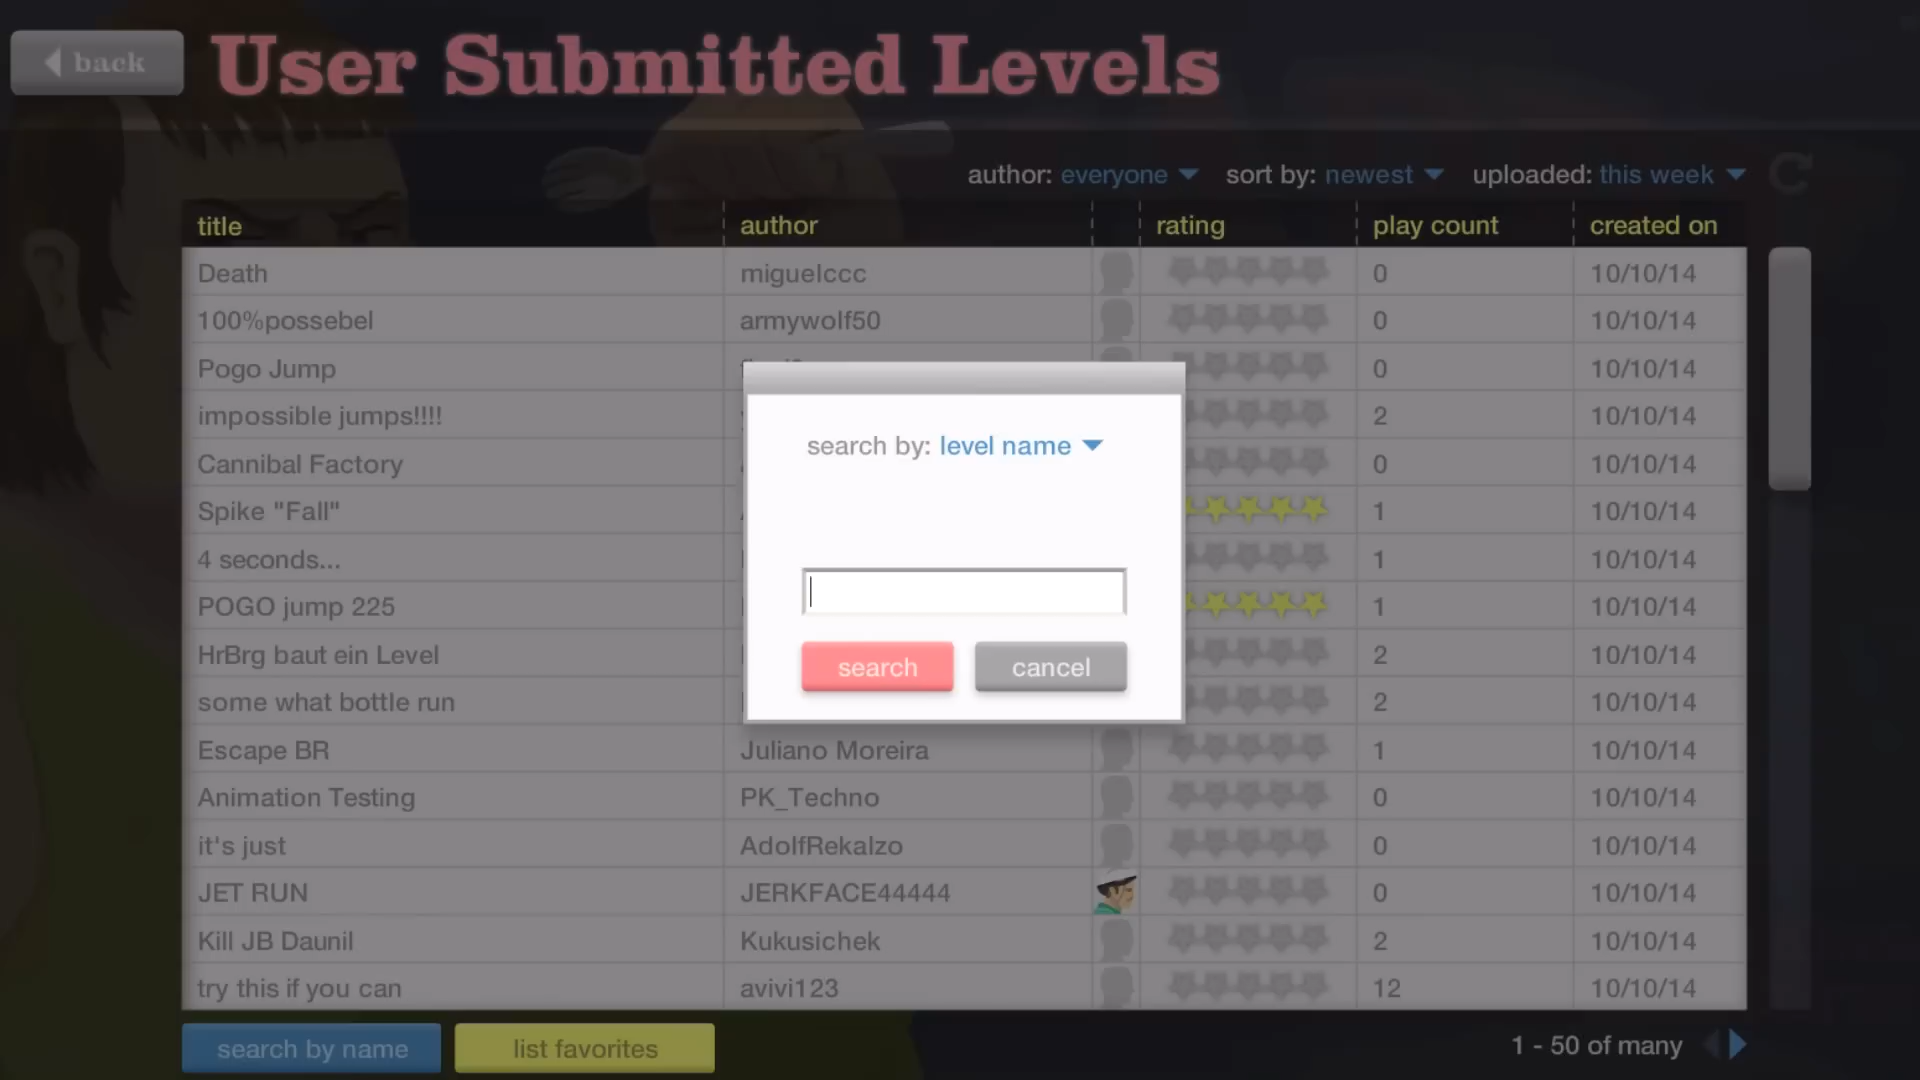 back
User Submitted Levels
author: everyone sort by: newest uploaded: this week
title author rating play count created on
Death miguelccc 0 10/10/14
100%possebel armywolf50 0 10/10/14
Pogo Jump 0 10/10/14
impossible jumps!!!! 2 10/10/14
Cannibal Factory 0 10/10/14
Spike "Fall" 1 10/10/14
4 seconds... 1 10/10/14
POGO jump 225 1 10/10/14
HrBrg baut ein Level 2 10/10/14
some what bottle run 2 10/10/14
Escape BR Juliano Moreira 1 10/10/14
Animation Testing PK_Techno 0 10/10/14
it's just AdolfRekalzo 0 10/10/14
JET RUN JERKFACE44444 0 10/10/14
Kill JB Daunil Kukusichek 2 10/10/14
try this if you can avivi123 12 10/10/14
search by: level name
search cancel
search by name list favorites 1 - 50 of many